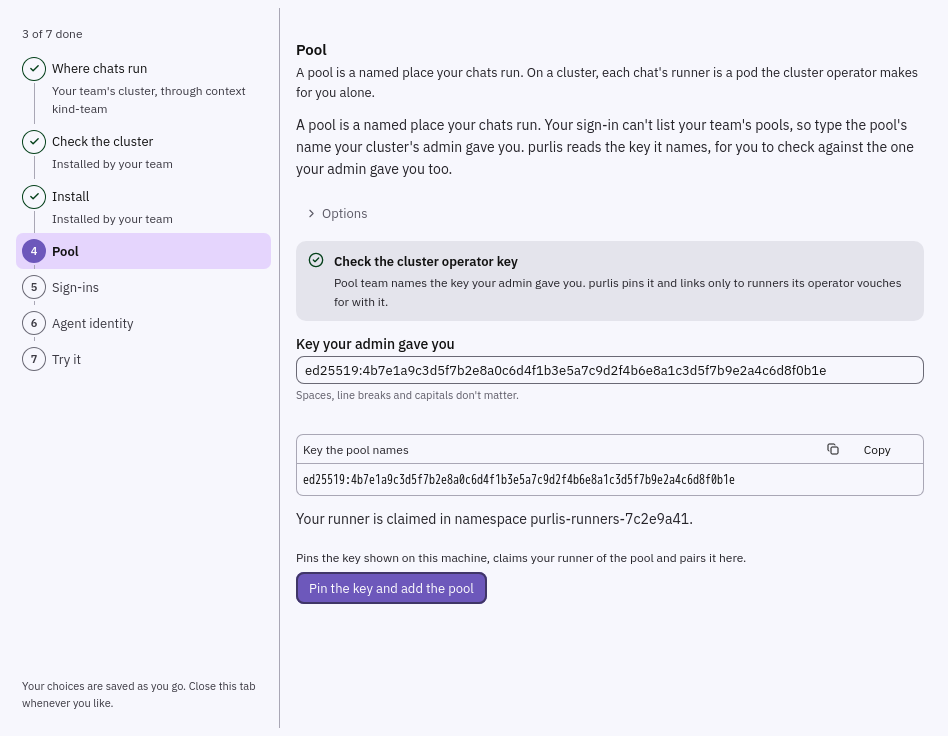 3 of 7 done
Where chats run
Your team's cluster, through context
kind-team
Check the cluster
Installed by your team
Install
Installed by your team
4 Pool
5 Sign-ins
6 Agent identity
7 Try it
Your choices are saved as you go. Close this tab
whenever you like.
Pool
A pool is a named place your chats run. On a cluster, each chat's runner is a pod the cluster operator makes
for you alone.
A pool is a named place your chats run. Your sign-in can't list your team's pools, so type the pool's
name your cluster's admin gave you. purlis reads the key it names, for you to check against the one
your admin gave you too.
Options
Check the cluster operator key
Pool team names the key your admin gave you. purlis pins it and links only to runners its operator vouches
for with it.
Key your admin gave you
ed25519:4b7e1a9c3d5f7b2e8a0c6d4f1b3e5a7c9d2f4b6e8a1c3d5f7b9e2a4c6d8f0b1e
Spaces, line breaks and capitals don't matter.
Key the pool names
Copy
ed25519:4b7e1a9c3d5f7b2e8a0c6d4f1b3e5a7c9d2f4b6e8a1c3d5f7b9e2a4c6d8f0b1e
Your runner is claimed in namespace purlis-runners-7c2e9a41.
Pins the key shown on this machine, claims your runner of the pool and pairs it here.
Pin the key and add the pool